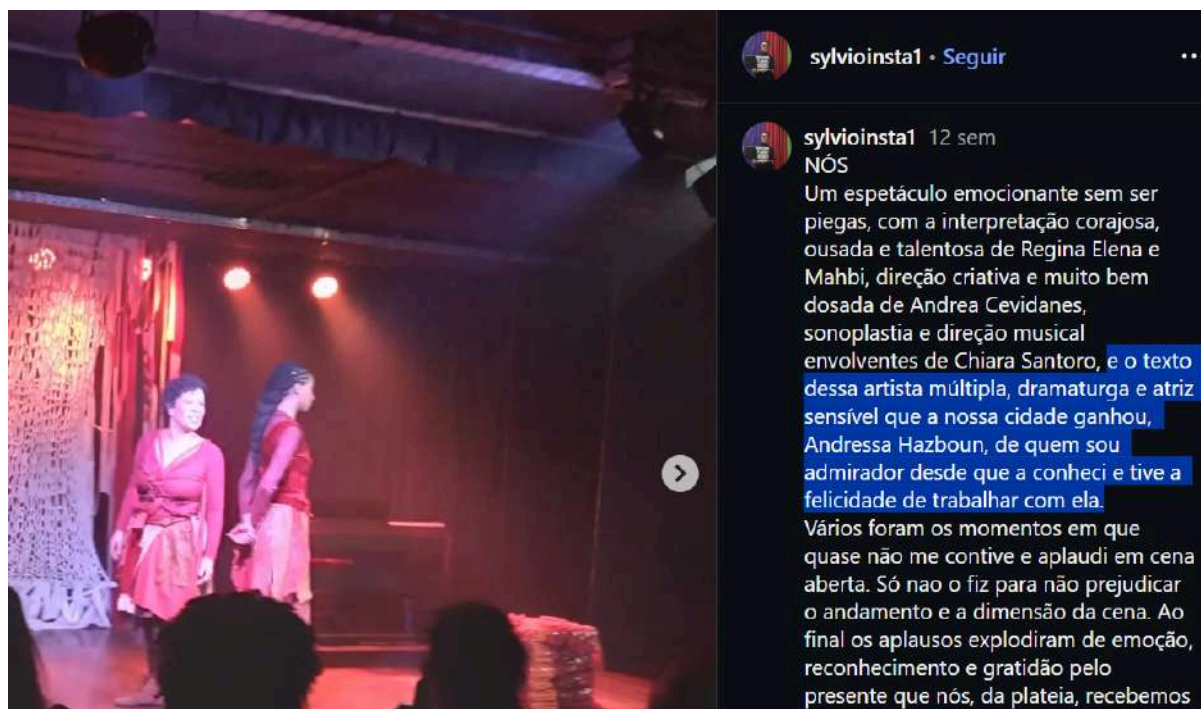 sylvioinsta1 • Seguir
sylvioinsta1 12 sem
NÓS
Um espetáculo emocionante sem ser
piegas, com a interpretação corajosa,
ousada e talentosa de Regina Elena e
Mahbi, direção criativa e muito bem
dosada de Andrea Cevidanes,
sonoplastia e direção musical
envolventes de Chiara Santoro, e o texto
dessa artista múltipla, dramaturga e atriz
sensível que a nossa cidade ganhou,
Andressa Hazboun, de quem sou
admirador desde que a conheci e tive a
felicidade de trabalhar com ela.
Vários foram os momentos em que
quase não me contive e aplaudi em cena
aberta. Só nao o fiz para não prejudicar
o andamento e a dimensão da cena. Ao
final os aplausos explodiram de emoção,
reconhecimento e gratidão pelo
presente que nós, da plateia, recebemos